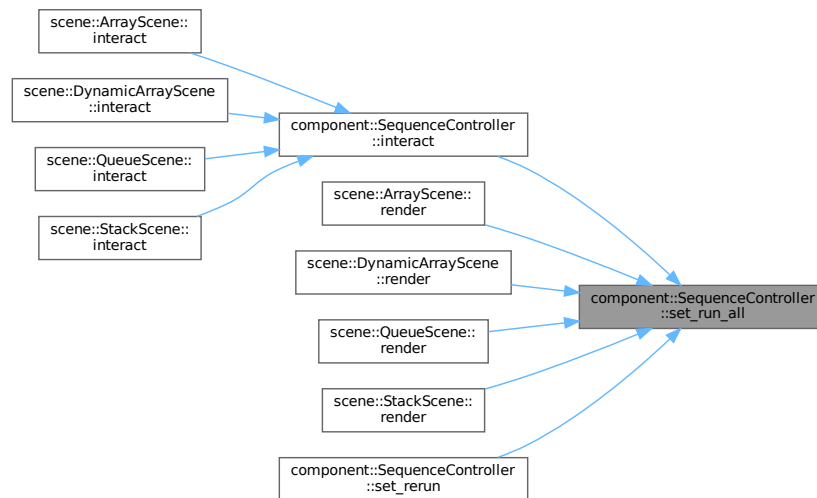 scene::ArrayScene::
interact
scene::DynamicArrayScene
::interact
scene::QueueScene::
interact
scene::StackScene::
interact
component::SequenceController
::interact
scene::ArrayScene::
render
scene::DynamicArrayScene
::render
scene::QueueScene::
render
scene::StackScene::
render
component::SequenceController
::set_rerun
component::SequenceController
::set_run_all